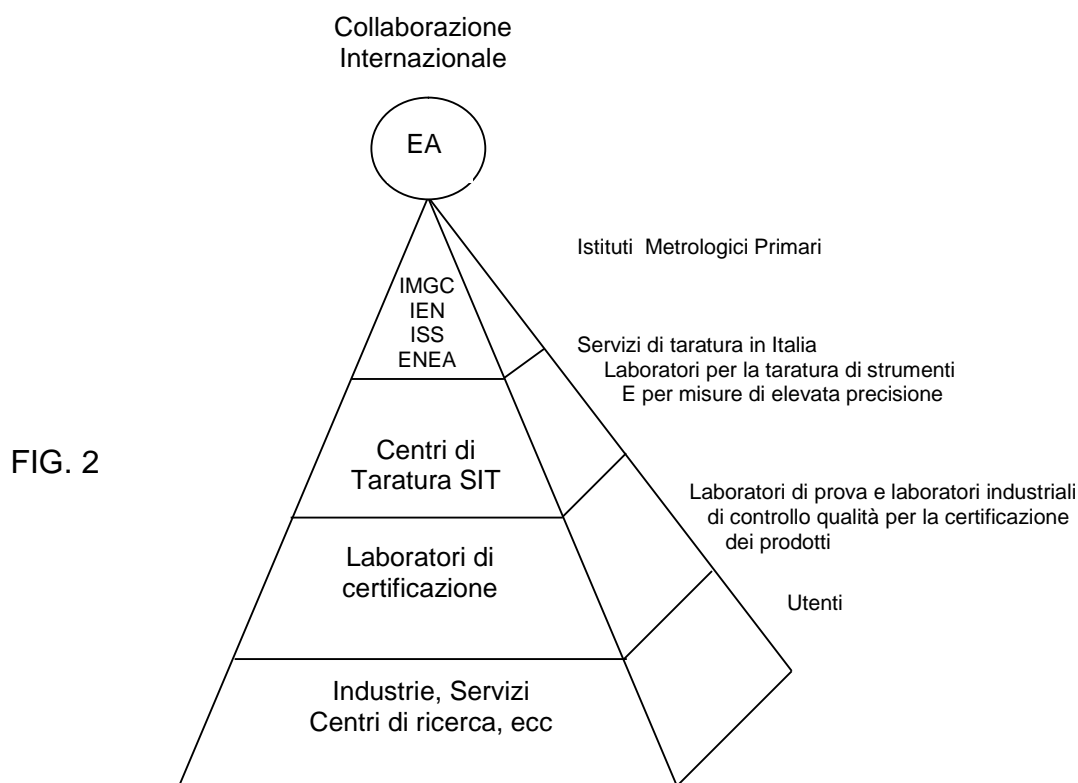 Collaborazione
Internazionale
EA
Istituti Metrologici Primari
IMGC
IEN
ISS
ENEA
Servizi di taratura in Italia
Laboratori per la taratura di strumenti
E per misure di elevata precisione
FIG. 2
Centri di
Taratura SIT
Laboratori di prova e laboratori industriali
di controllo qualità per la certificazione
dei prodotti
Laboratori di
certificazione
Utenti
Industrie, Servizi
Centri di ricerca, ecc